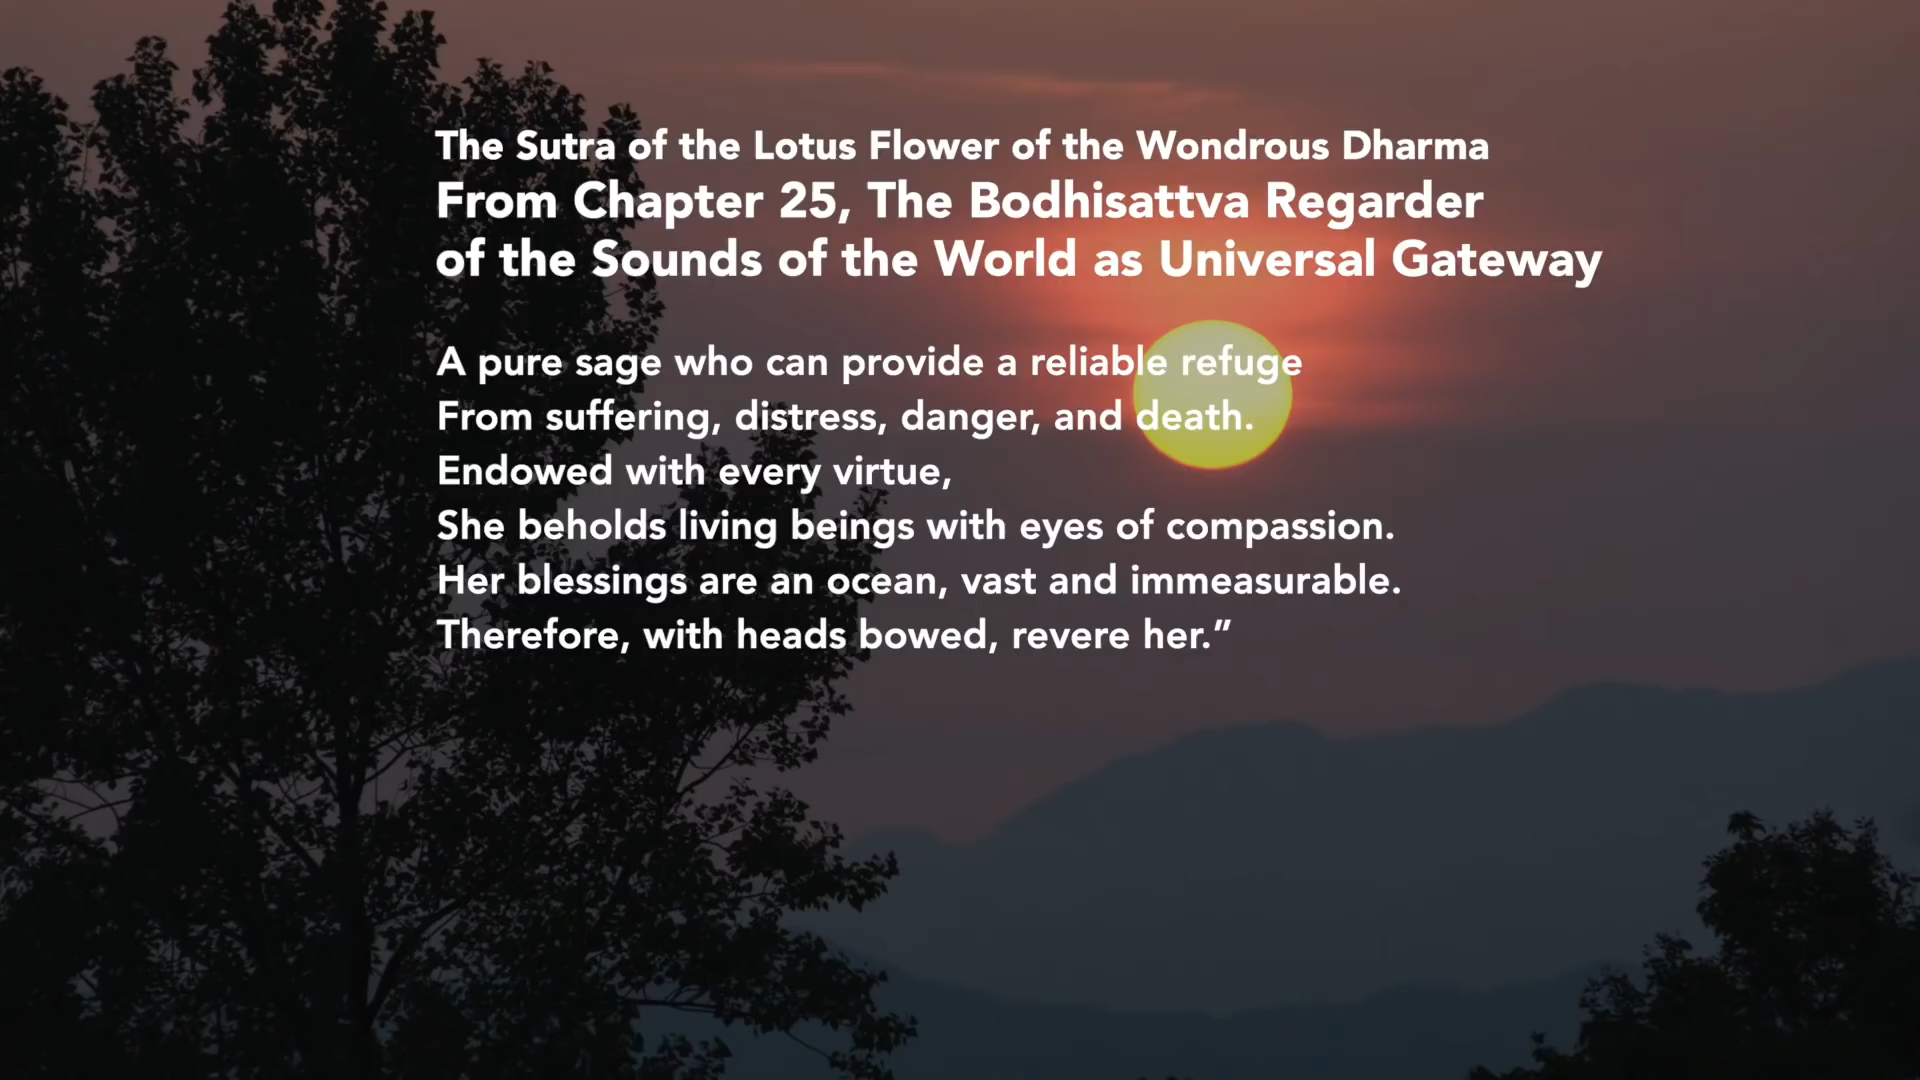 The Sutra of the Lotus Flower of the Wondrous Dharma
From Chapter 25, The Bodhisattva Regarder
of the Sounds of the World as Universal Gateway
A pure sage who can provide a reliable refuge
From suffering, distress, danger, and death.
Endowed with every virtue,
She beholds living beings with eyes of compassion.
Her blessings are an ocean, vast and immeasurable.
Therefore, with heads bowed, revere her.”